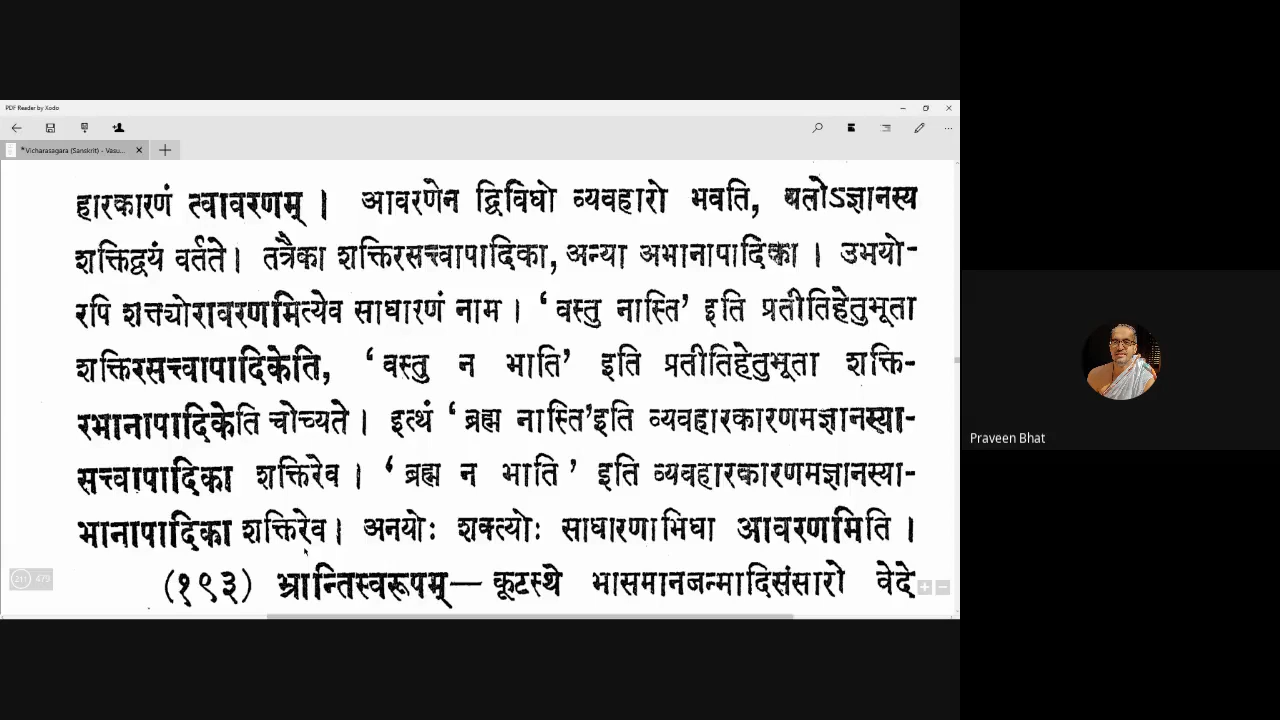 PDF Reader by Xodo
*Vicharasagara (Sanskrit) - Vasu...
हारकारणं त्वावरणम् । आवरणेन द्विविधो व्यवहारो भवति, यतोऽज्ञानस्य
शक्तिद्वयं वर्तते । तत्रैका शक्तिरसत्त्वापादिका, अन्या अभानापादिका । उभयो-
रपि शक्त्योरावरणमित्येव साधारणं नाम । ‘वस्तु नास्ति’ इति प्रतीतिहेतुभूता
शक्तिरसत्त्वापादिकेति, ‘वस्तु न भाति’ इति प्रतीतिहेतुभूता शक्ति-
रभानापादिकेति चोच्यते । इत्थं ‘ब्रह्म नास्ति’इति व्यवहारकारणमज्ञानस्या-
सत्त्वापादिका शक्तिरेव । ‘ब्रह्म न भाति’ इति व्यवहारकारणमज्ञानस्या-
भानापादिका शक्तिरेव । अनयोः शक्त्योः साधारणाभिधा आवरणमिति ।
(१९३) भ्रान्तिस्वरूपम्— कूटस्थे भासमानजन्मादिसंसारो वेदे
211 479
Praveen Bhat